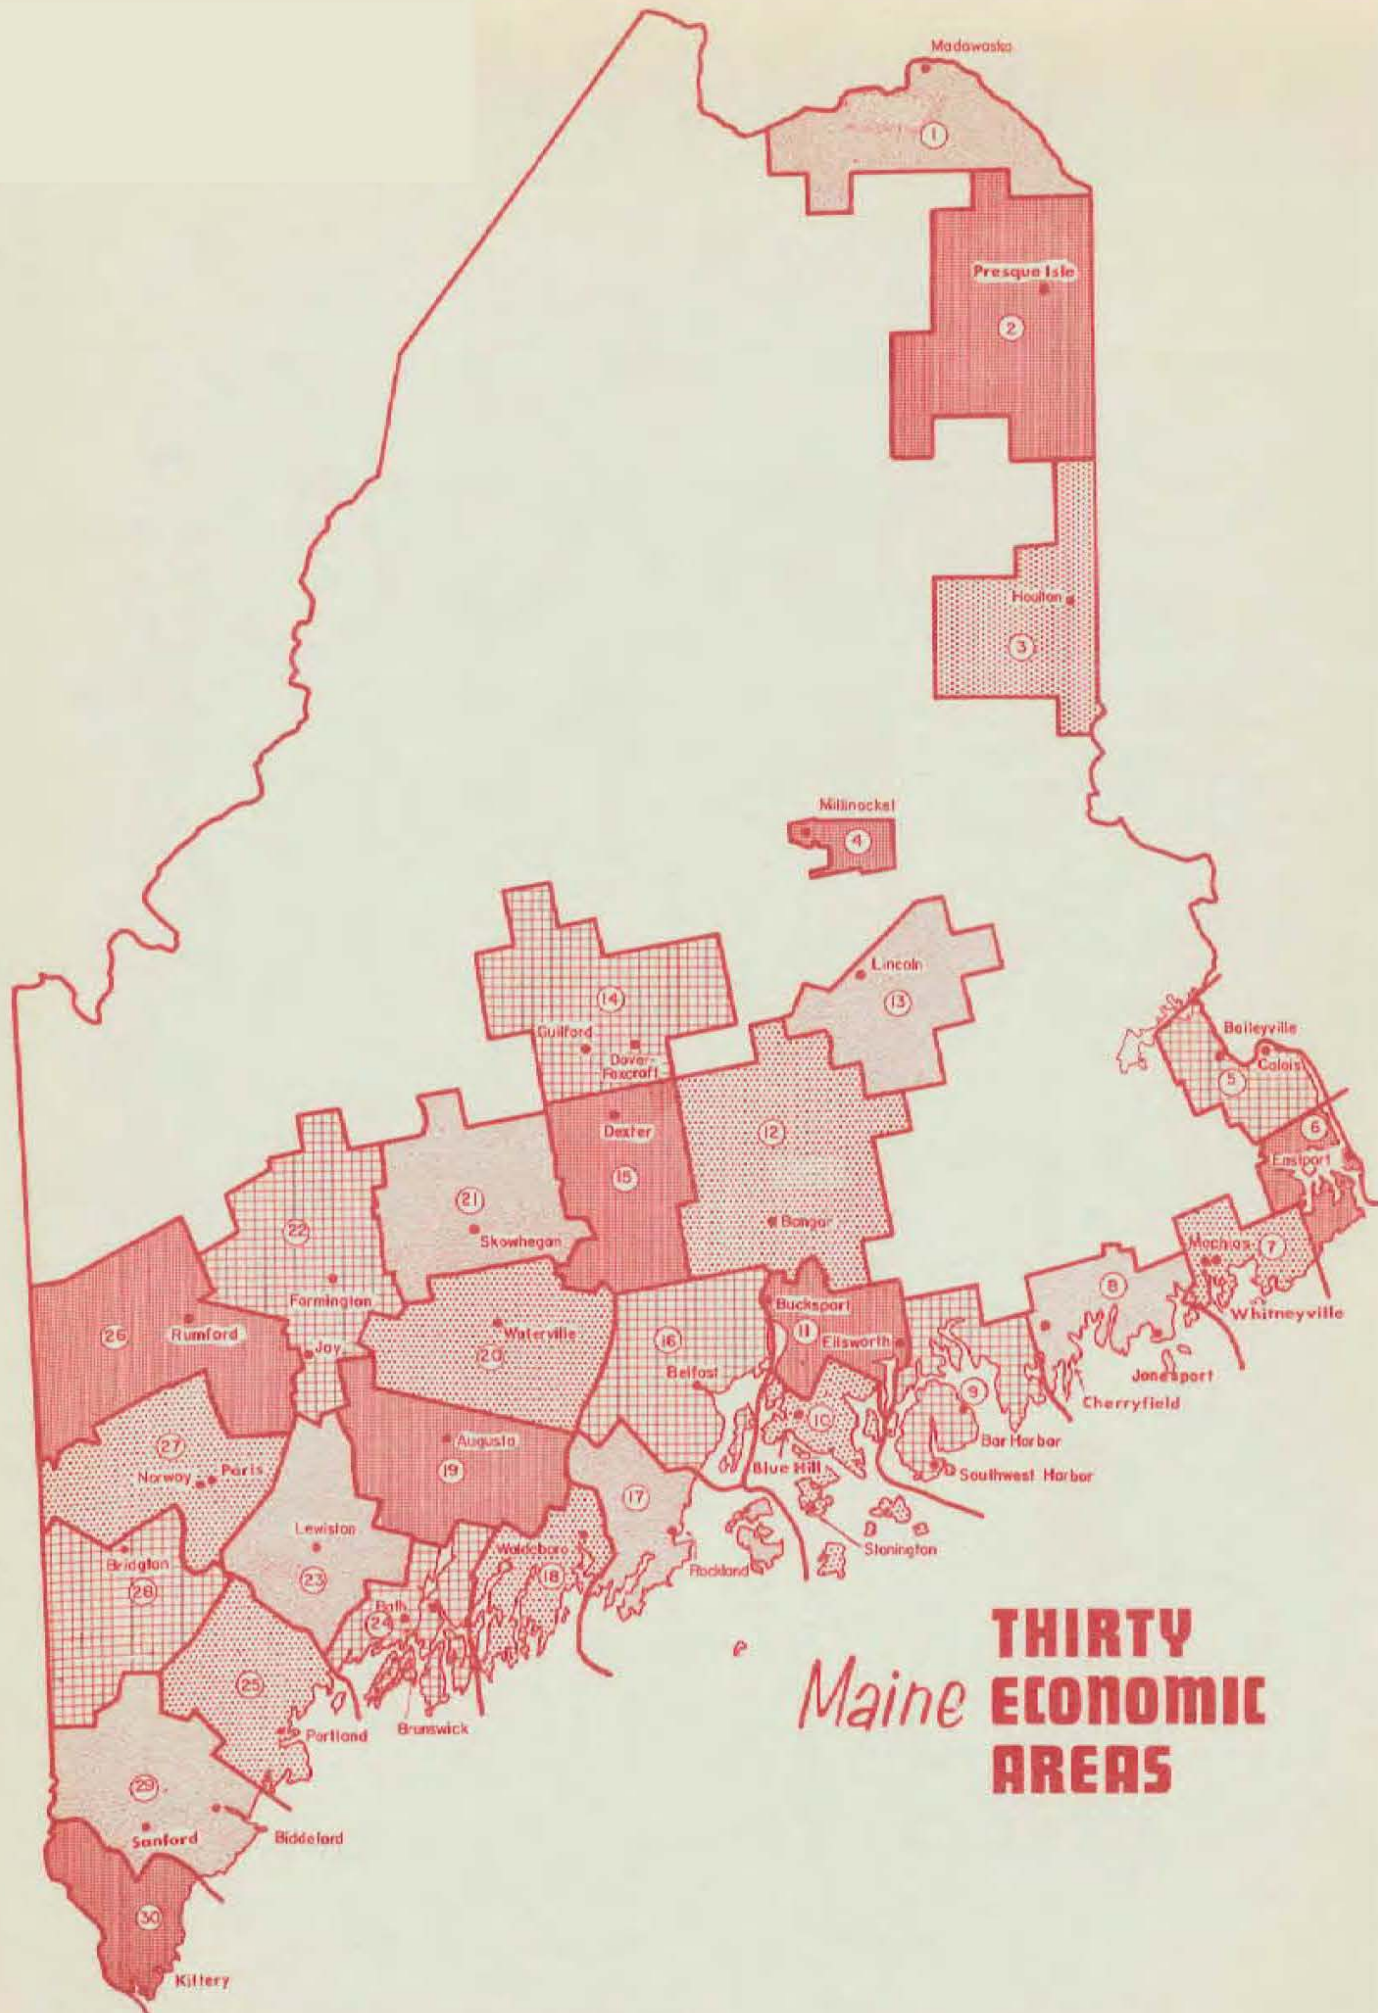 Madawaska
1
Presque Isle
2
Houlton
3
Millinocket
4
Lincoln
13
14
Guilford
Dover-
Foxcroft
Baileyville
Calais
5
6
Eastport
Dexter
12
15
21
Skowhegan
Bangor
22
Machias
7
8
Whitneyville
Farmington
Bucksport
11
Ellsworth
26
Rumford
Waterville
20
16
Jay
Belfast
Jonesport
Cherryfield
9
10
27
Augusta
19
Bar Harbor
Norway
Paris
Blue Hill
Southwest Harbor
17
Lewiston
Waldoboro
Stonington
Bridgton
28
23
18
Rockland
Bath
24
25
Portland
Brunswick
Maine THIRTY
ECONOMIC
AREAS
29
Sanford
Biddeford
30
Kittery